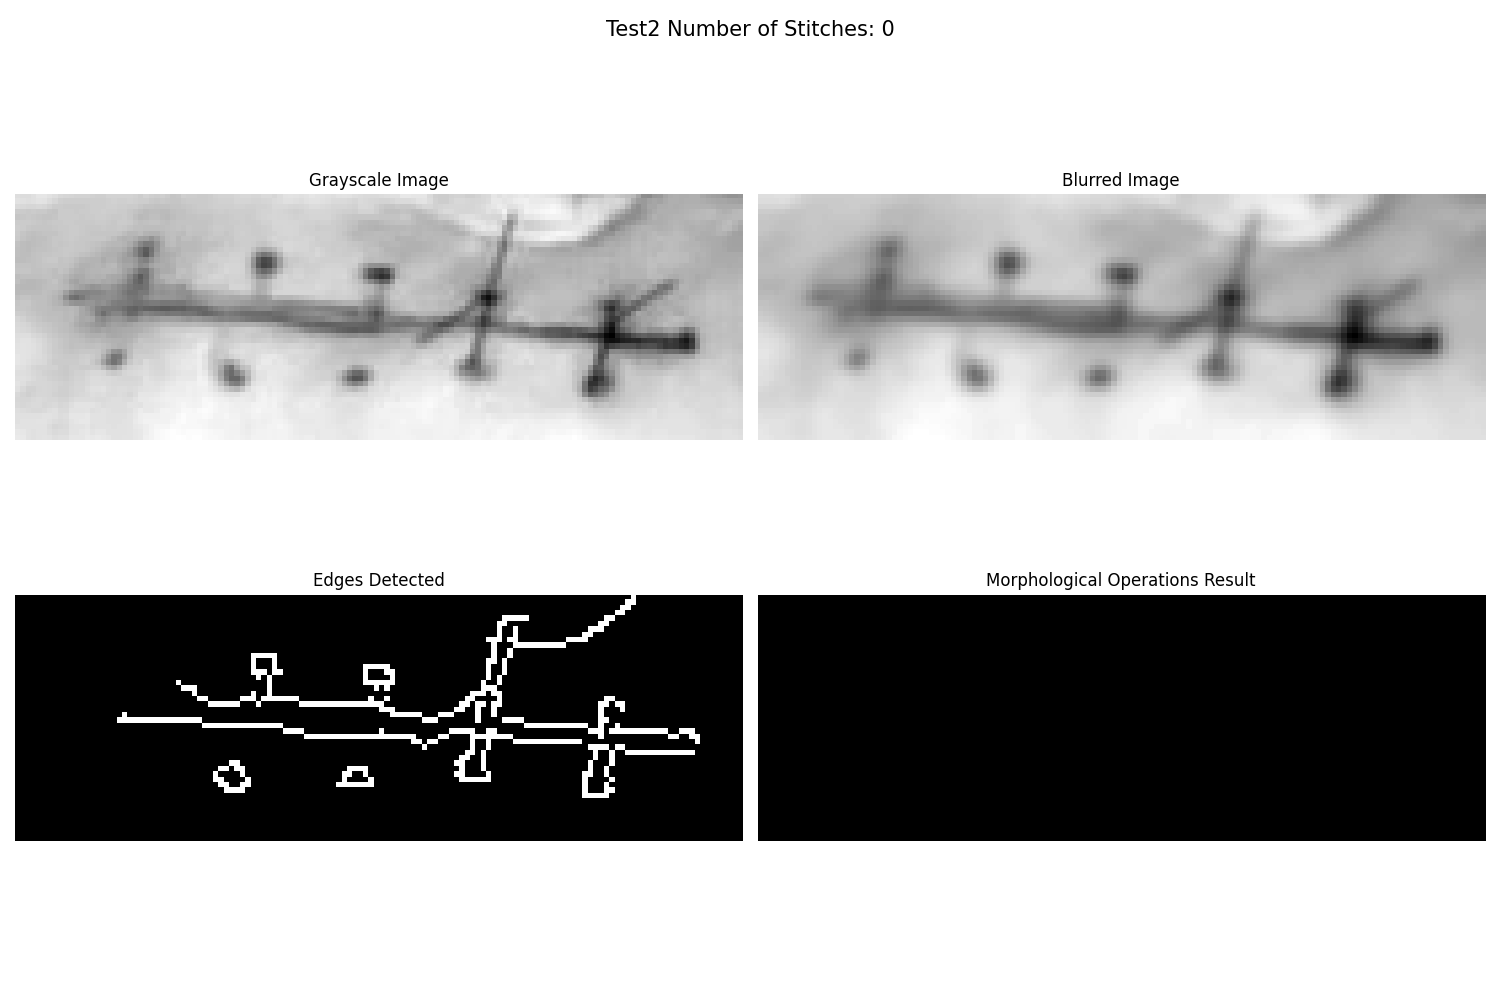 Test2 Number of Stitches: 0
Grayscale Image
Blurred Image
Edges Detected
Morphological Operations Result